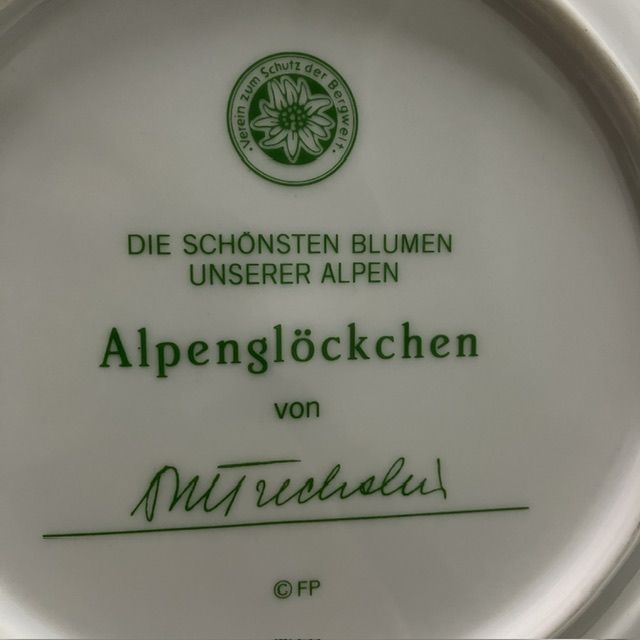 Verein zum Schutz der Bergwelt
DIE SCHÖNSTEN BLUMEN
UNSERER ALPEN
Alpenglöckchen
von
© FP